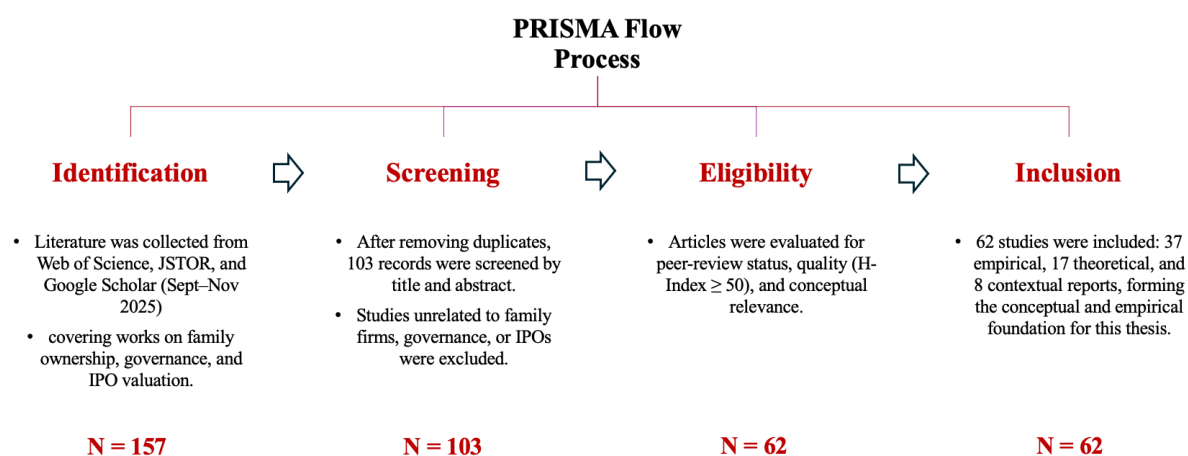 PRISMA Flow
Process
Identification
Screening
Eligibility
Inclusion
• Literature was collected from
Web of Science, JSTOR, and
Google Scholar (Sept–Nov
2025)
• covering works on family
ownership, governance, and
IPO valuation.
• After removing duplicates,
103 records were screened by
title and abstract.
• Studies unrelated to family
firms, governance, or IPOs
were excluded.
• Articles were evaluated for
peer-review status, quality (H-
Index ≥ 50), and conceptual
relevance.
• 62 studies were included: 37
empirical, 17 theoretical, and
8 contextual reports, forming
the conceptual and empirical
foundation for this thesis.
N = 157
N = 103
N = 62
N = 62